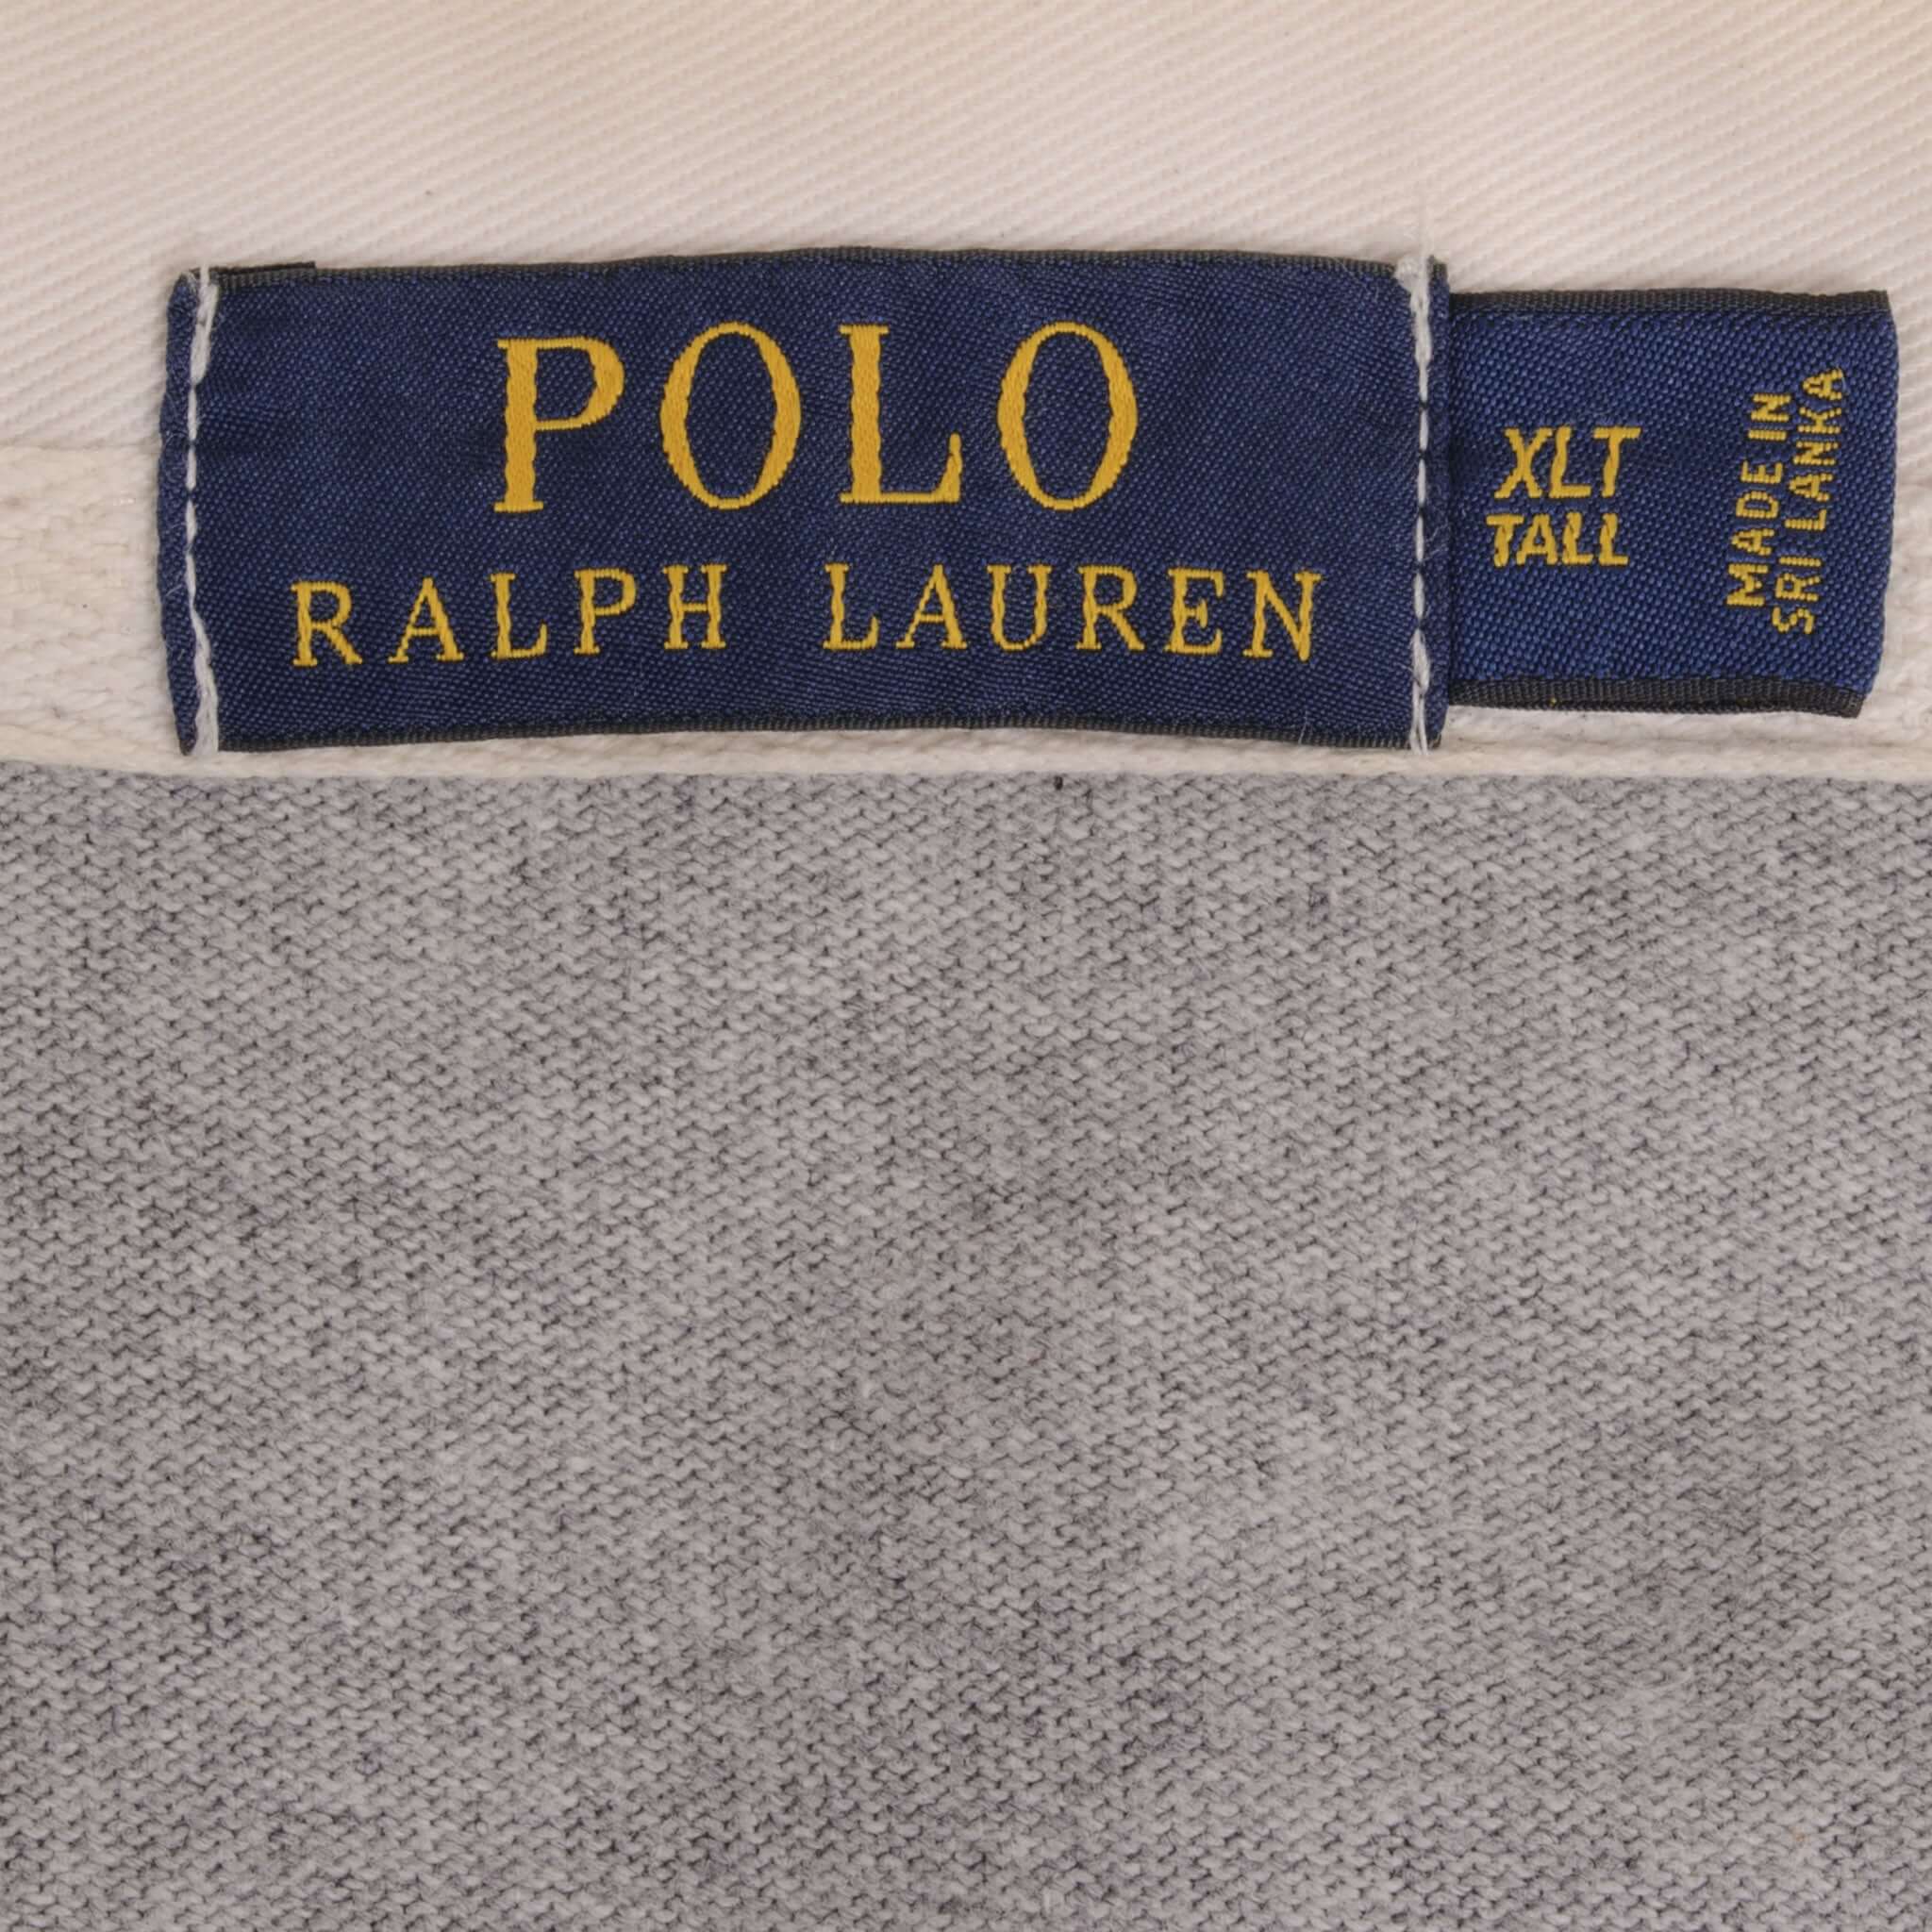 POLO
RALPH LAUREN
XLT
TALL
MADE IN
SRI LANKA